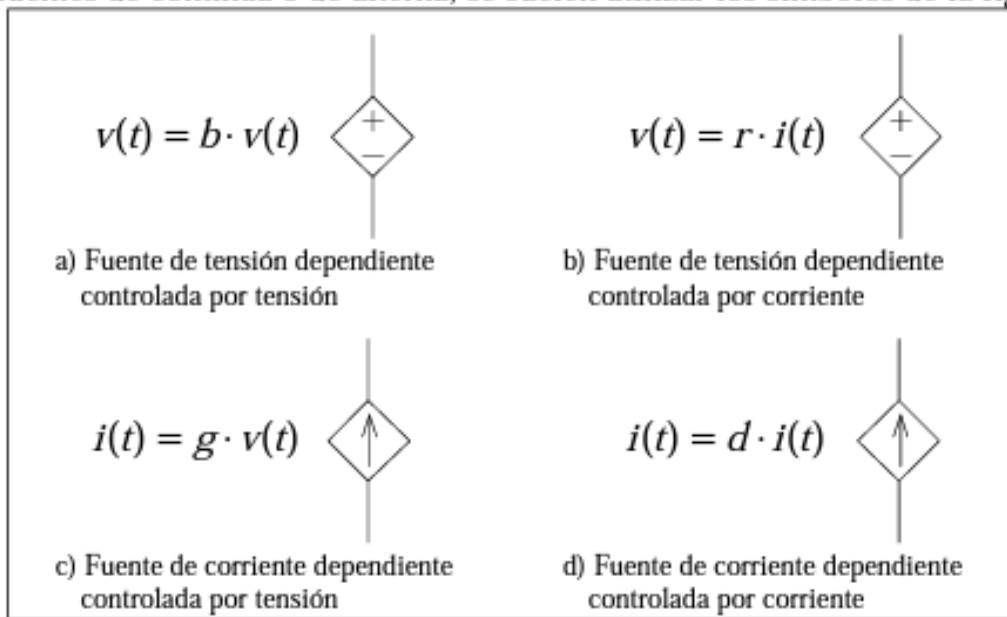 v(t) = b· v(t)
+
−
v(t) = r· i(t)
+
−
a) Fuente de tensión dependiente
controlada por tensión
b) Fuente de tensión dependiente
controlada por corriente
i(t) = g· v(t)
i(t) = d· i(t)
c) Fuente de corriente dependiente
controlada por tensión
d) Fuente de corriente dependiente
controlada por corriente